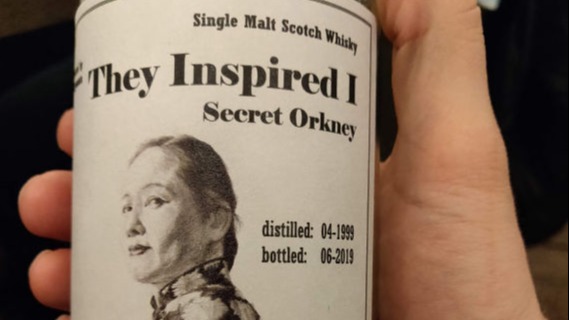 Single Malt Scotch Whisky
They Inspired I
Secret Orkney
distilled: 04-1999
bottled: 06-2019